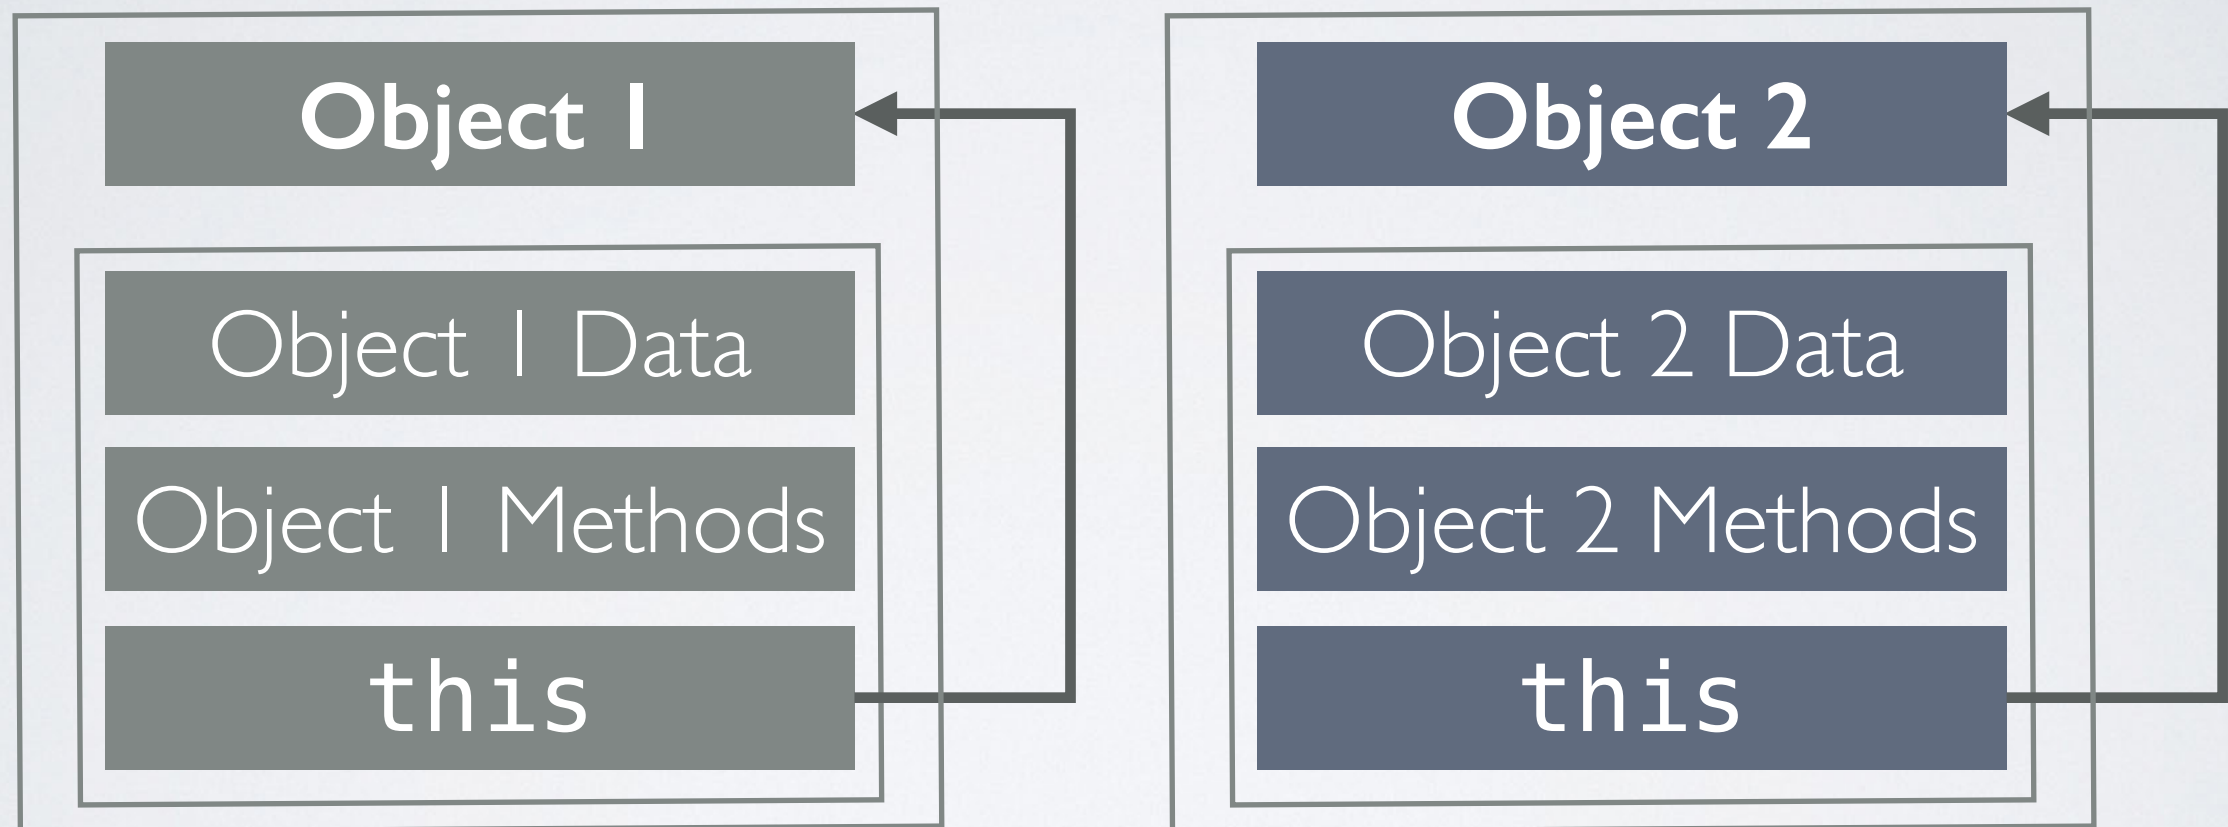 Object 1
Object 1 Data
Object 1 Methods
this
Object 2
Object 2 Data
Object 2 Methods
this